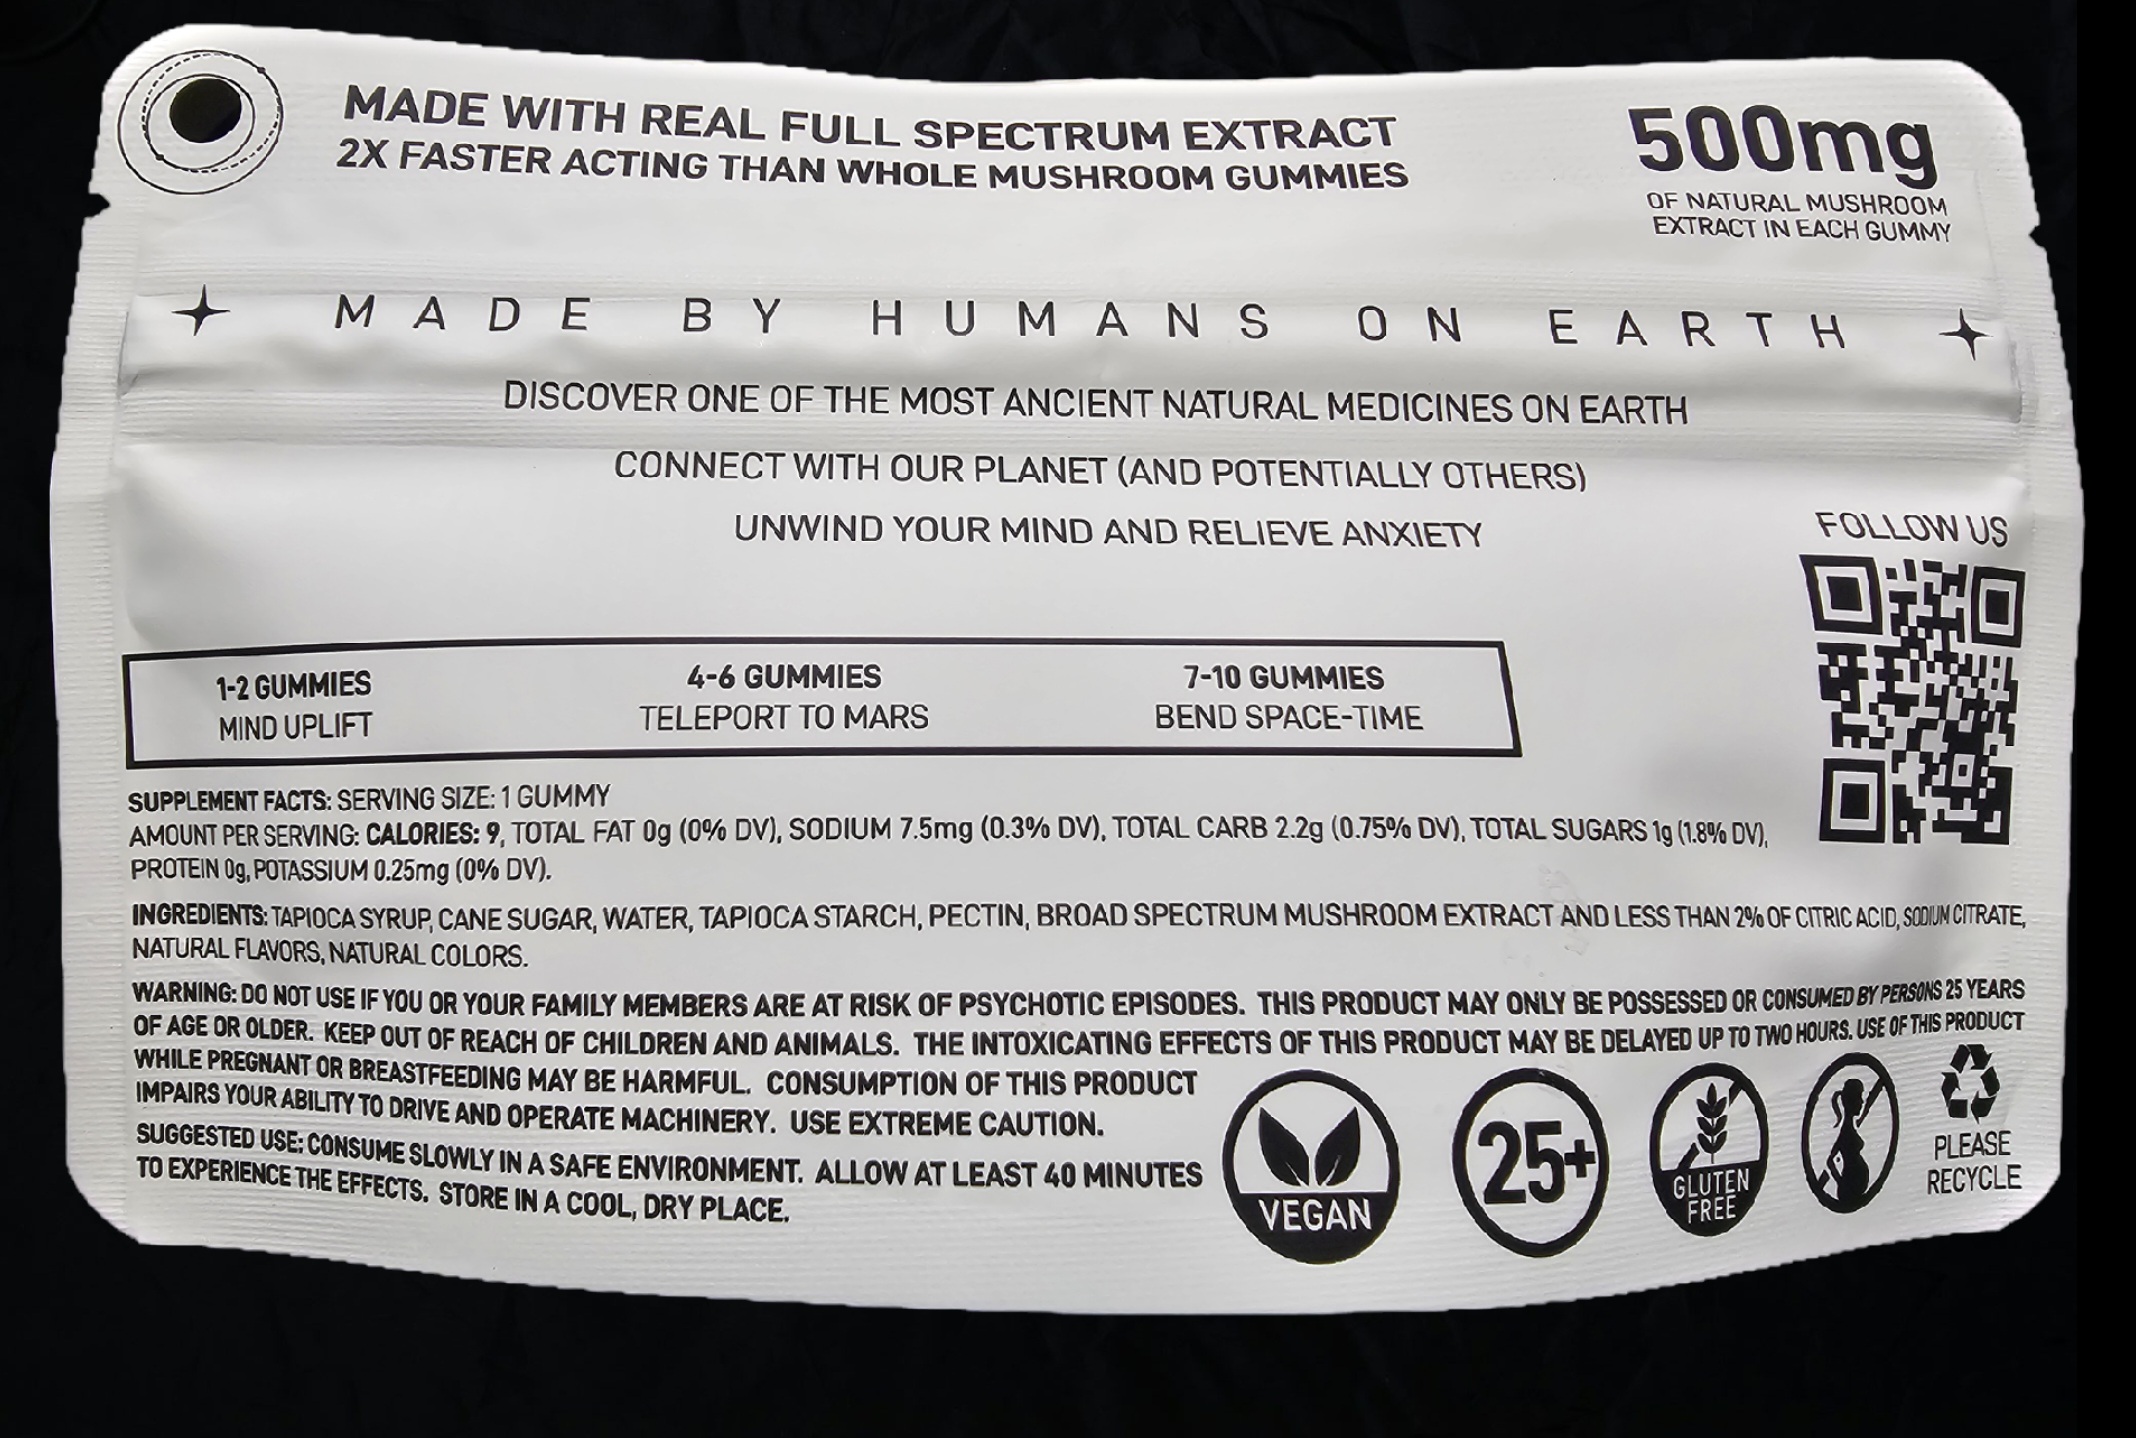 MADE WITH REAL FULL SPECTRUM EXTRACT
2X FASTER ACTING THAN WHOLE MUSHROOM GUMMIES
500mg
OF NATURAL MUSHROOM
EXTRACT IN EACH GUMMY
MADE BY HUMANS ON EARTH
DISCOVER ONE OF THE MOST ANCIENT NATURAL MEDICINES ON EARTH
CONNECT WITH OUR PLANET (AND POTENTIALLY OTHERS)
UNWIND YOUR MIND AND RELIEVE ANXIETY
FOLLOW US
1-2 GUMMIES
MIND UPLIFT
4-6 GUMMIES
TELEPORT TO MARS
7-10 GUMMIES
BEND SPACE-TIME
SUPPLEMENT FACTS: SERVING SIZE: 1 GUMMY
AMOUNT PER SERVING: CALORIES: 9, TOTAL FAT 0g (0% DV), SODIUM 7.5mg (0.3% DV), TOTAL CARB 2.2g (0.75% DV), TOTAL SUGARS 1g (1.8% DV),
PROTEIN 0g, POTASSIUM 0.25mg (0% DV).
INGREDIENTS: TAPIOCA SYRUP, CANE SUGAR, WATER, TAPIOCA STARCH, PECTIN, BROAD SPECTRUM MUSHROOM EXTRACT AND LESS THAN 2% OF CITRIC ACID, SODIUM CITRATE,
NATURAL FLAVORS, NATURAL COLORS.
WARNING: DO NOT USE IF YOU OR YOUR FAMILY MEMBERS ARE AT RISK OF PSYCHOTIC EPISODES. THIS PRODUCT MAY ONLY BE POSSESSED OR CONSUMED BY PERSONS 25 YEARS
OF AGE OR OLDER. KEEP OUT OF REACH OF CHILDREN AND ANIMALS. THE INTOXICATING EFFECTS OF THIS PRODUCT MAY BE DELAYED UP TO TWO HOURS. USE OF THIS PRODUCT
WHILE PREGNANT OR BREASTFEEDING MAY BE HARMFUL. CONSUMPTION OF THIS PRODUCT
IMPAIRS YOUR ABILITY TO DRIVE AND OPERATE MACHINERY. USE EXTREME CAUTION.
SUGGESTED USE: CONSUME SLOWLY IN A SAFE ENVIRONMENT. ALLOW AT LEAST 40 MINUTES
TO EXPERIENCE THE EFFECTS. STORE IN A COOL, DRY PLACE.
VEGAN
25+
GLUTEN
FREE
PLEASE
RECYCLE